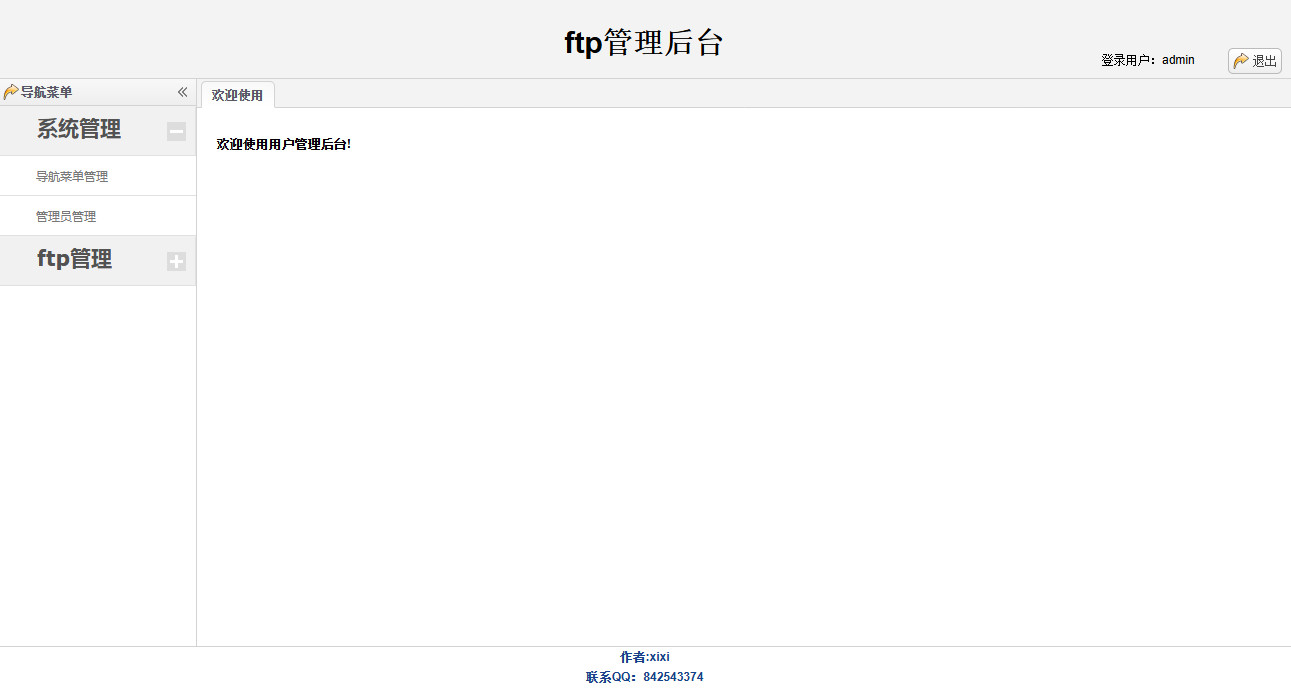 ftp管理后台
登录用户：admin
退出
导航菜单
欢迎使用
系统管理
欢迎使用用户管理后台!
导航菜单管理
管理员管理
ftp管理
作者:xixi
联系QQ：842543374